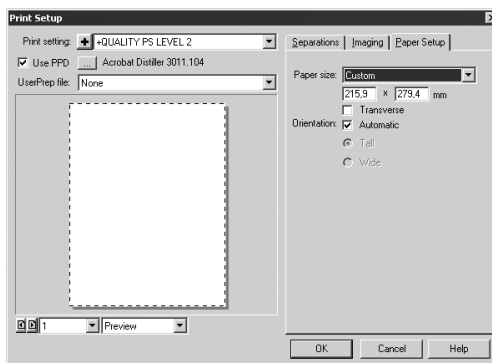 Print Setup
Print setting: +QUALITY PS LEVEL 2
Use PPD ... Acrobat Distiller 3011.104
UserPrep file: None
1 Preview
Separations Imaging Paper Setup
Paper size: Custom
215,9 x 279,4 mm
Transverse
Orientation: Automatic
Tall
Wide
OK Cancel Help